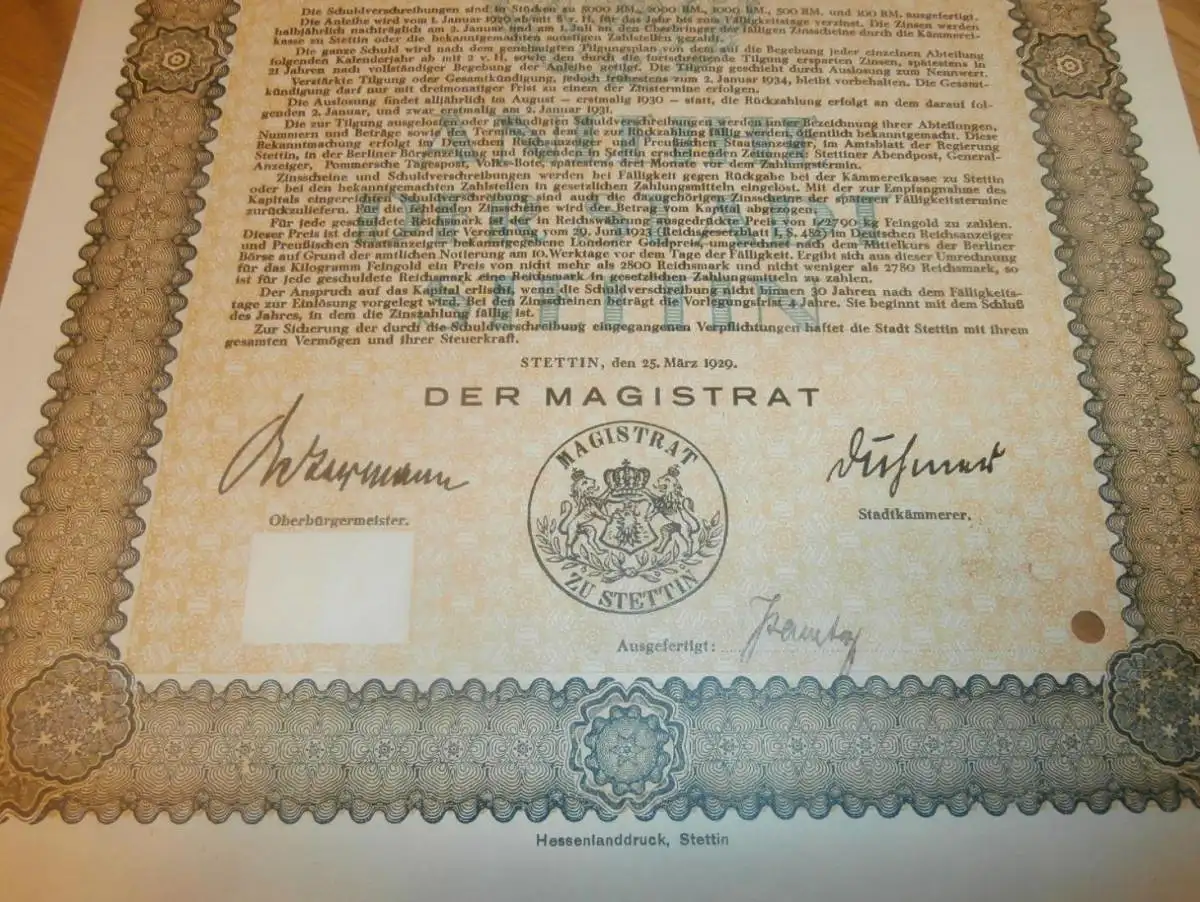 Die Schuldverschreibungen sind in Stücken zu 5000 RM., 2000 RM., 1000 RM., 500 RM. und 100 RM. ausgefertigt.
Die Anleihe wird vom 1. Januar 1929 ab mit 8 v. H. für das Jahr bis zum Fälligkeitstage verzinst. Die Zinsen werden
halbjährlich nachträglich am 2. Januar und am 1. Juli an den Überbringer der fälligen Zinsscheine durch die Kämmerei-
kasse zu Stettin oder die bekanntgemachten sonstigen Zahlstellen gezahlt.
Die ganze Schuld wird nach dem genehmigten Tilgungsplan von dem auf die Begebung jeder einzelnen Abteilung
folgenden Kalenderjahr ab mit 2 v. H. sowie den durch die fortschreitende Tilgung ersparten Zinsen, spätestens in
21 Jahren nach vollständiger Begebung der Anleihe getilgt. Die Tilgung geschieht durch Auslosung zum Nennwert.
Verstärkte Tilgung oder Gesamtkündigung, jedoch frühestens zum 2. Januar 1934, bleibt vorbehalten. Die Gesamt-
kündigung darf nur mit dreimonatiger Frist zu einem der Zinstermine erfolgen.
Die Auslosung findet alljährlich im August — erstmalig 1930 — statt, die Rückzahlung erfolgt an dem darauf fol-
genden 2. Januar, und zwar erstmalig am 2. Januar 1931.
Die zur Tilgung ausgelosten oder gekündigten Schuldverschreibungen werden unter Bezeichnung ihrer Abteilungen,
Nummern und Beträge sowie des Termins, an dem sie zur Rückzahlung fällig werden, öffentlich bekanntgemacht. Diese
Bekanntmachung erfolgt im Deutschen Reichsanzeiger und Preußischen Staatsanzeiger, im Amtsblatt der Regierung
Stettin, in der Berliner Börsenzeitung und folgenden in Stettin erscheinenden Zeitungen: Stettiner Abendpost, General-
Anzeiger, Pommersche Tagespost, Volks-Bote, spätestens drei Monate vor dem Zahlungstermin.
Zinsscheine und Schuldverschreibungen werden bei Fälligkeit gegen Rückgabe bei der Kämmereikasse zu Stettin
oder bei den bekanntgemachten Zahlstellen in gesetzlichen Zahlungsmitteln eingelöst. Mit der zur Empfangnahme des
Kapitals eingereichten Schuldverschreibung sind auch die dazugehörigen Zinsscheine der späteren Fälligkeitstermine
zurückzuliefern. Für die fehlenden Zinsscheine wird der Betrag vom Kapital abgezogen.
Für jede geschuldete Reichsmark ist der in Reichswährung ausgedrückte Preis von 1/2790 kg Feingold zu zahlen.
Dieser Preis ist der auf Grund der Verordnung vom 29. Juni 1923 (Reichsgesetzblatt I, S. 482) im Deutschen Reichsanzeiger
und Preußischen Staatsanzeiger bekanntgegebene Londoner Goldpreis, umgerechnet nach dem Mittelkurs der Berliner
Börse auf Grund der amtlichen Notierung am 10. Werktage vor dem Tage der Fälligkeit. Ergibt sich aus dieser Umrechnung
für das Kilogramm Feingold ein Preis von nicht mehr als 2800 Reichsmark und nicht weniger als 2780 Reichsmark, so
ist für jede geschuldete Reichsmark eine Reichsmark in gesetzlichen Zahlungsmitteln zu zahlen.
Der Anspruch auf das Kapital erlischt, wenn die Schuldverschreibung nicht binnen 30 Jahren nach dem Fälligkeits-
tage zur Einlösung vorgelegt wird. Bei den Zinsscheinen beträgt die Vorlegungsfrist 4 Jahre. Sie beginnt mit dem Schluß
des Jahres, in dem die Zinszahlung fällig ist.
Zur Sicherung der durch die Schuldverschreibung eingegangenen Verpflichtungen haftet die Stadt Stettin mit ihrem
gesamten Vermögen und ihrer Steuerkraft.
STETTIN, den 25. März 1929.
DER MAGISTRAT
Ackermann
Oberbürgermeister.
MAGISTRAT
ZU STETTIN
Stadtkämmerer.
Ausgefertigt:
Hessenlanddruck, Stettin